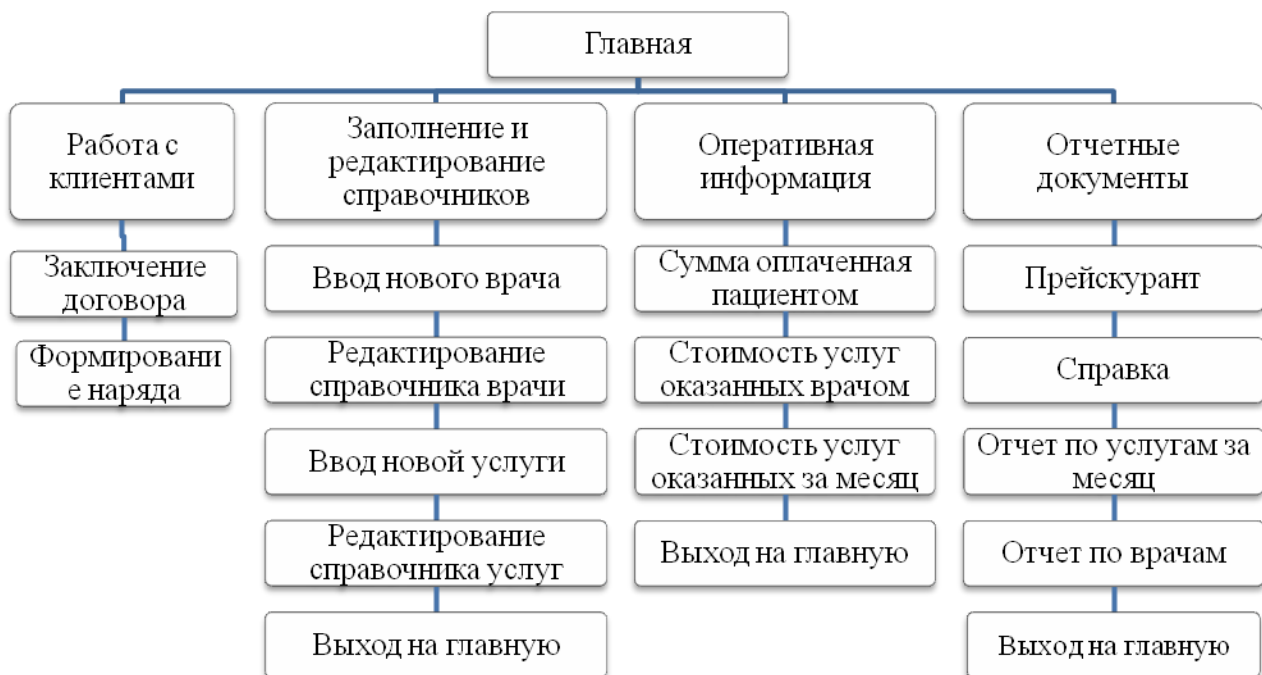 Главная
Работа с
клиентами
Заключение
договора
Формировани
е наряда
Заполнение и
редактирование
справочников
Ввод нового врача
Редактирование
справочника врачи
Ввод новой услуги
Редактирование
справочника услуг
Выход на главную
Оперативная
информация
Сумма оплаченная
пациентом
Стоимость услуг
оказанных врачом
Стоимость услуг
оказанных за месяц
Выход на главную
Отчетные
документы
Прейскурант
Справка
Отчет по услугам за
месяц
Отчет по врачам
Выход на главную